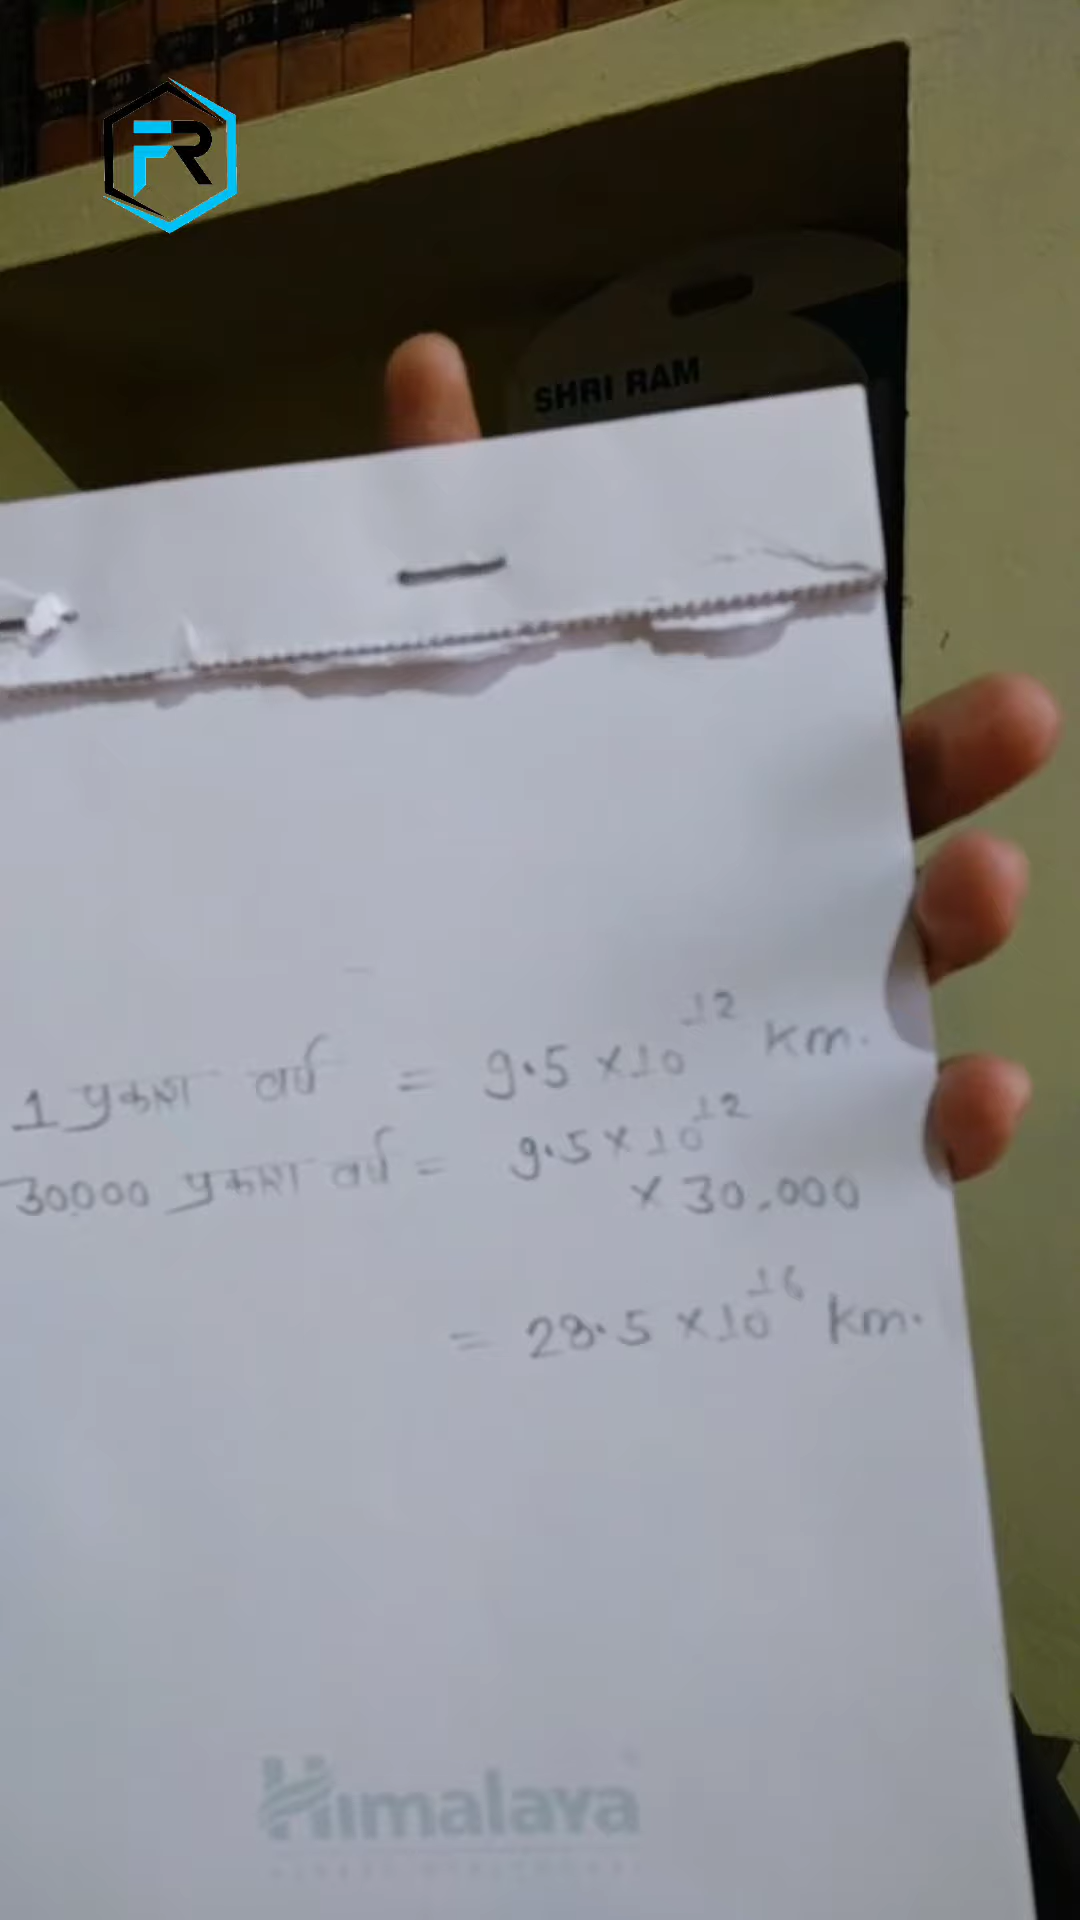 FR
SHRI RAM
1 प्रकाश वर्ष = 9.5 ×10¹² km.
30000 प्रकाश वर्ष = 9.5×10¹²
× 30,000
= 28.5 ×10¹⁶ km.
Himalaya